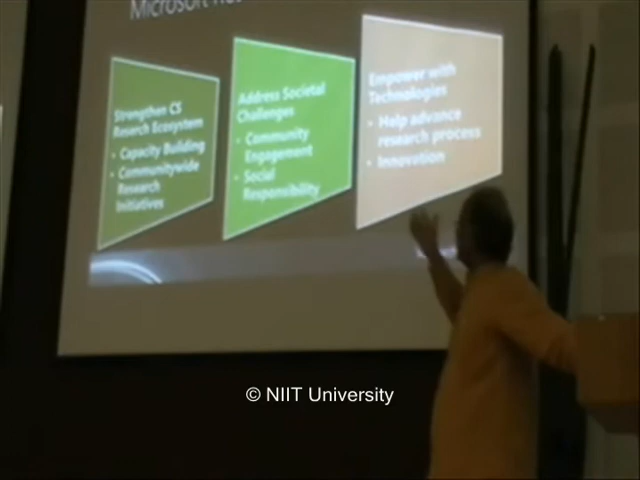 Microsoft
Strengthen CS
Research Ecosystem
• Capacity Building
• Communitywide
Research
Initiatives
Address Societal
Challenges
• Community
Engagement
• Social
Responsibility
Empower with
Technologies
• Help advance
research process
• Innovation
© NIIT University